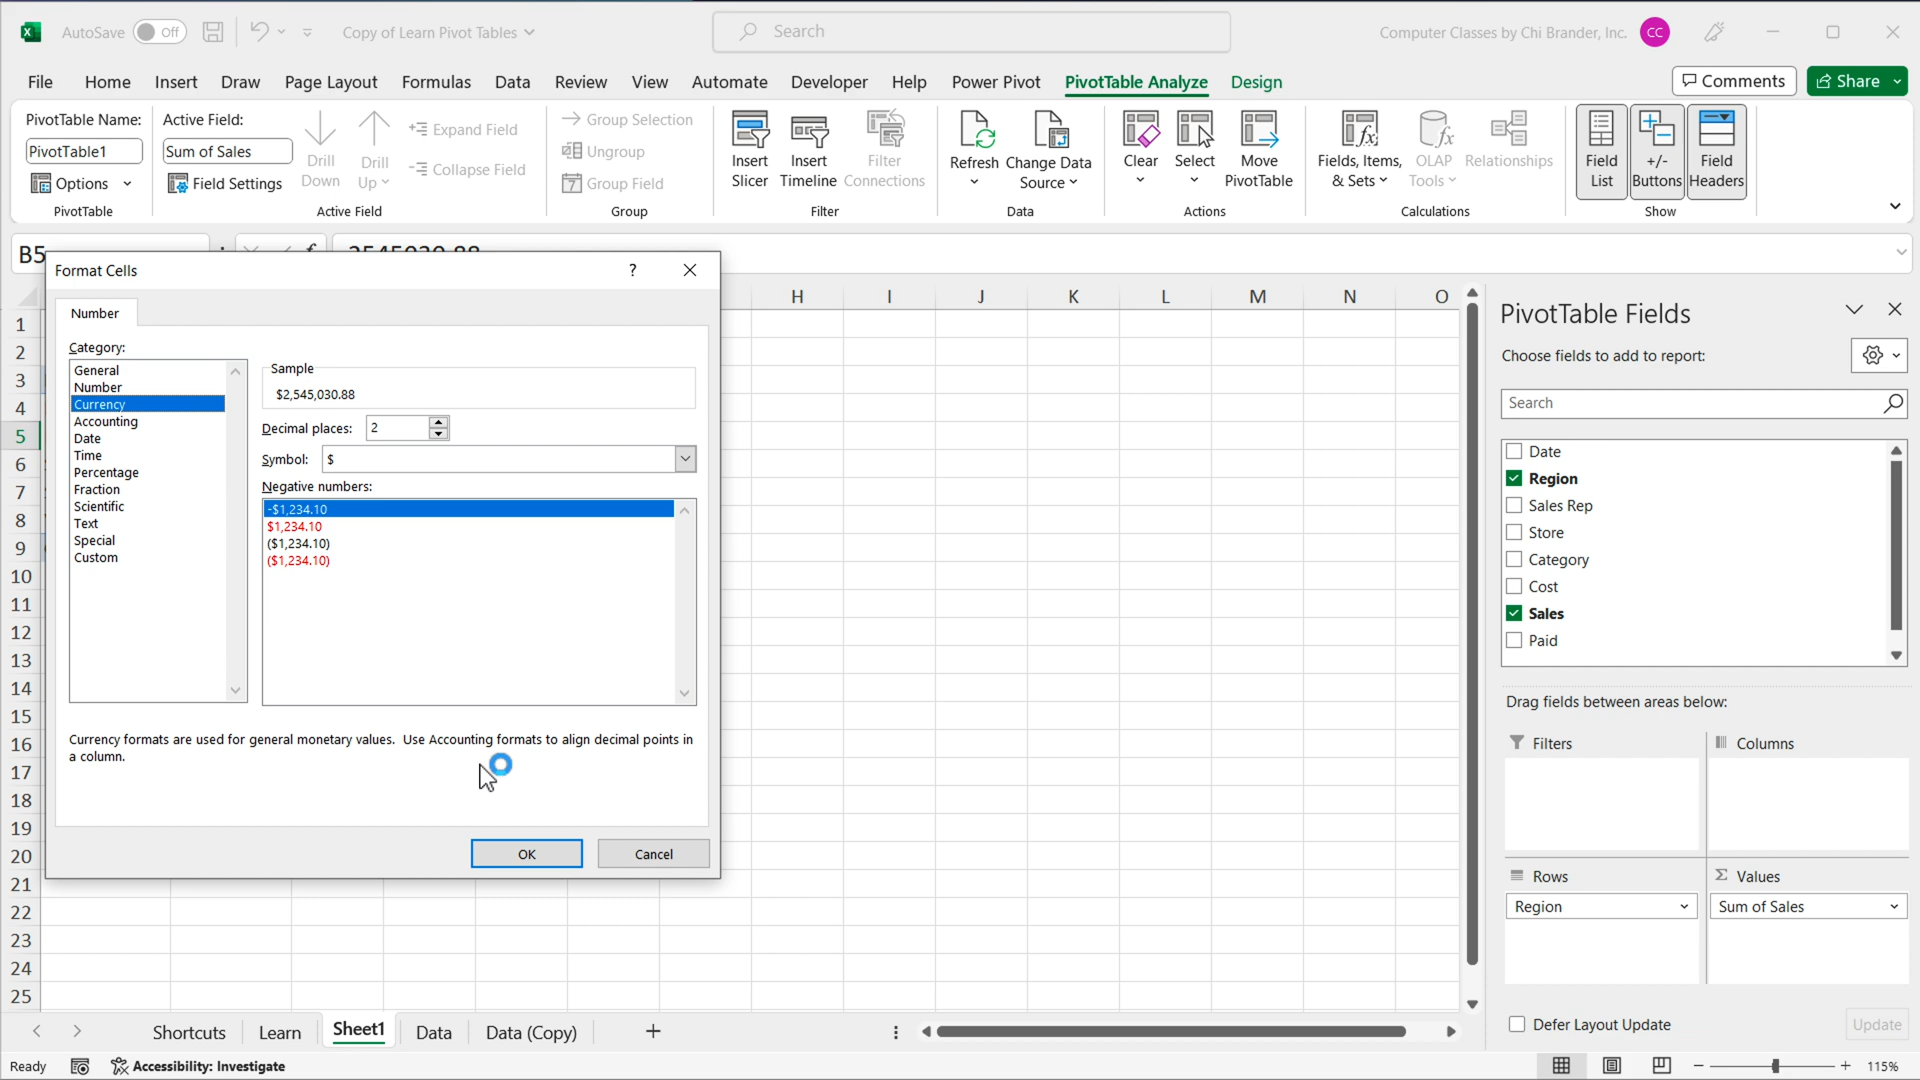 AutoSave Off Copy of Learn Pivot Tables Search Computer Classes by Chi Brander, Inc. CC
File Home Insert Draw Page Layout Formulas Data Review View Automate Developer Help Power Pivot PivotTable Analyze Design Comments Share
PivotTable Name:
PivotTable1
Options
PivotTable
Active Field:
Sum of Sales
Field Settings
Drill Down
Drill Up
Expand Field
Collapse Field
Active Field
Group Selection
Ungroup
Group Field
Group
Insert Slicer
Insert Timeline
Filter Connections
Filter
Refresh
Change Data Source
Data
Clear
Select
Move PivotTable
Actions
Fields, Items, & Sets
OLAP Tools
Relationships
Calculations
Field List
+/- Buttons
Field Headers
Show
B5
2545030.88
H I J K L M N O
1
2
3
4
5
6
7
8
9
10
11
12
13
14
15
16
17
18
19
20
21
22
23
24
25
Format Cells ?
Number
Category:
General
Number
Currency
Accounting
Date
Time
Percentage
Fraction
Scientific
Text
Special
Custom
Sample
$2,545,030.88
Decimal places: 2
Symbol: $
Negative numbers:
-$1,234.10
$1,234.10
($1,234.10)
($1,234.10)
Currency formats are used for general monetary values. Use Accounting formats to align decimal points in
a column.
OK Cancel
PivotTable Fields
Choose fields to add to report:
Search
Date
Region
Sales Rep
Store
Category
Cost
Sales
Paid
Drag fields between areas below:
Filters Columns
Rows Values
Region Sum of Sales
Defer Layout Update Update
Shortcuts Learn Sheet1 Data Data (Copy)
Ready Accessibility: Investigate 115%